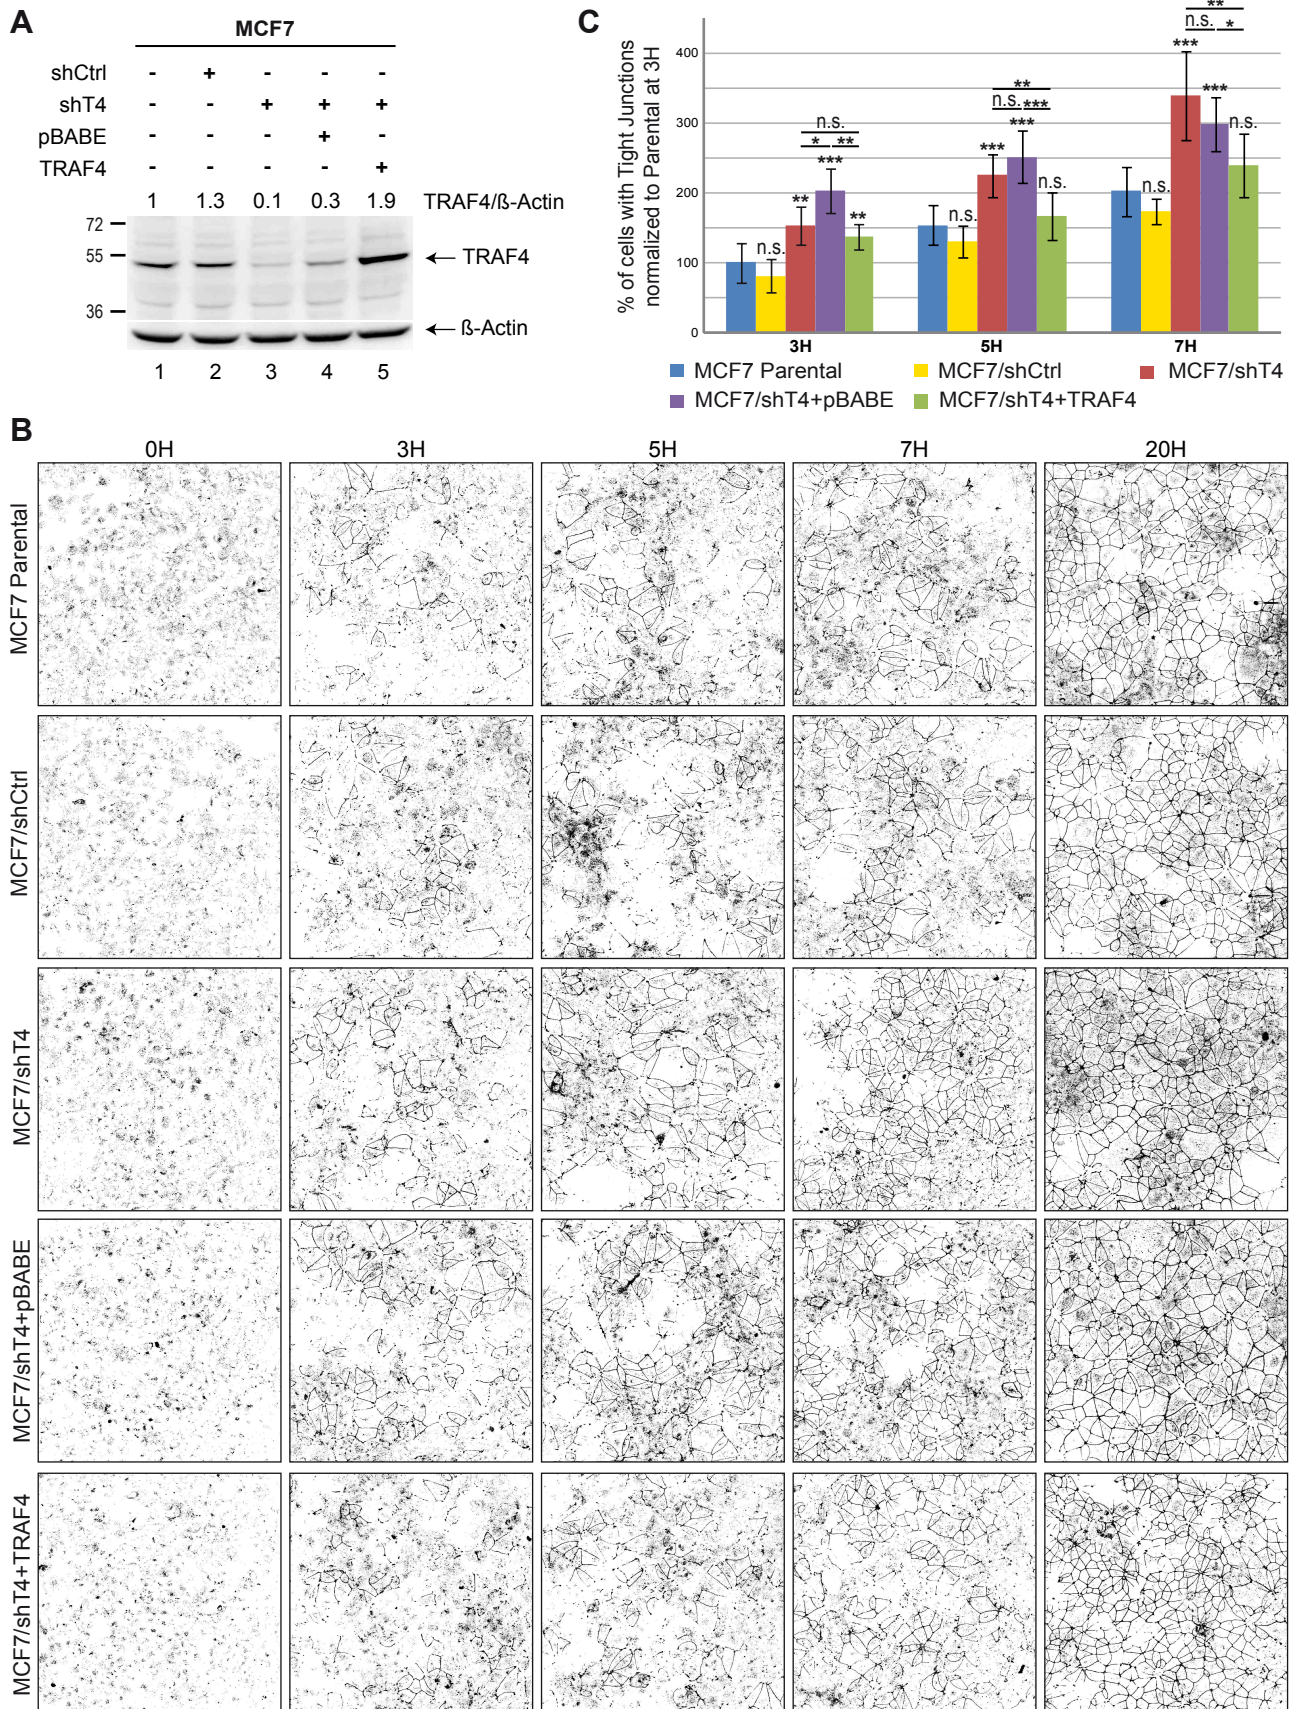 A
MCF7
shCtrl - + - - -
shT4 - - + + +
pBABE - - - + -
TRAF4 - - - - +
1 1.3 0.1 0.3 1.9 TRAF4/ß-Actin
72
55
← TRAF4
36
← ß-Actin
1 2 3 4 5
C
% of cells with Tight Junctions
normalized to Parental at 3H
400
300
200
100
0
n.s.
** *** **
* **
n.s.
n.s.
*** *** n.s.
n.s. ***
**
n.s.
*** *** n.s.
n.s. *
**
3H 5H 7H
MCF7 Parental MCF7/shCtrl MCF7/shT4
MCF7/shT4+pBABE MCF7/shT4+TRAF4
B
0H 3H 5H 7H 20H
MCF7 Parental
MCF7/shCtrl
MCF7/shT4
MCF7/shT4+pBABE
MCF7/shT4+TRAF4